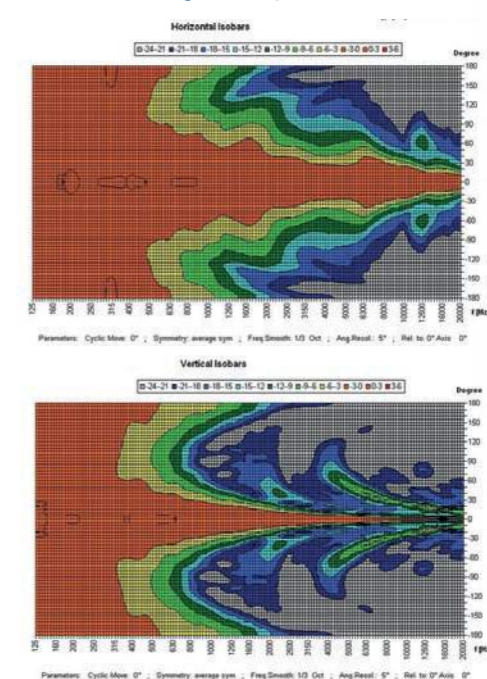 Horizontal Isobars
-24--21 -21--18 -18--15 -15--12 -12--9 -9--6 -6--3 -3-0 0-3 3-6
Degree
180
150
120
90
60
30
0
-30
-60
-90
-120
-150
-180
125 160 200 250 315 400 500 630 800 1000 1250 1600 2000 2500 3150 4000 5000 6300 8000 10000 12500 16000 20000
Parameters: Cyclic Move 0° ; Symmetry: average sym ; Freq.Smooth: 1/3 Oct ; Ang.Resol.: 5° ; Rel. to: 0° Axis 0°
Vertical Isobars
-24--21 -21--18 -18--15 -15--12 -12--9 -9--6 -6--3 -3-0 0-3 3-6
Degree
180
150
120
90
60
30
0
-30
-60
-90
-120
-150
-180
125 160 200 250 315 400 500 630 800 1000 1250 1600 2000 2500 3150 4000 5000 6300 8000 10000 12500 16000 20000
Parameters: Cyclic Move 0° ; Symmetry: average sym ; Freq.Smooth: 1/3 Oct ; Ang.Resol.: 5° ; Rel. to: 0° Axis 0°